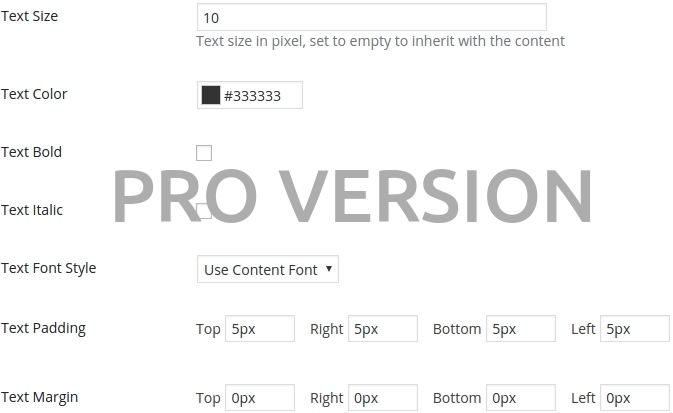 Text Size 10
Text size in pixel, set to empty to inherit with the content
Text Color #333333
Text Bold
PRO VERSION
Text Italic
Text Font Style Use Content Font
Text Padding Top 5px Right 5px Bottom 5px Left 5px
Text Margin Top 0px Right 0px Bottom 0px Left 0px